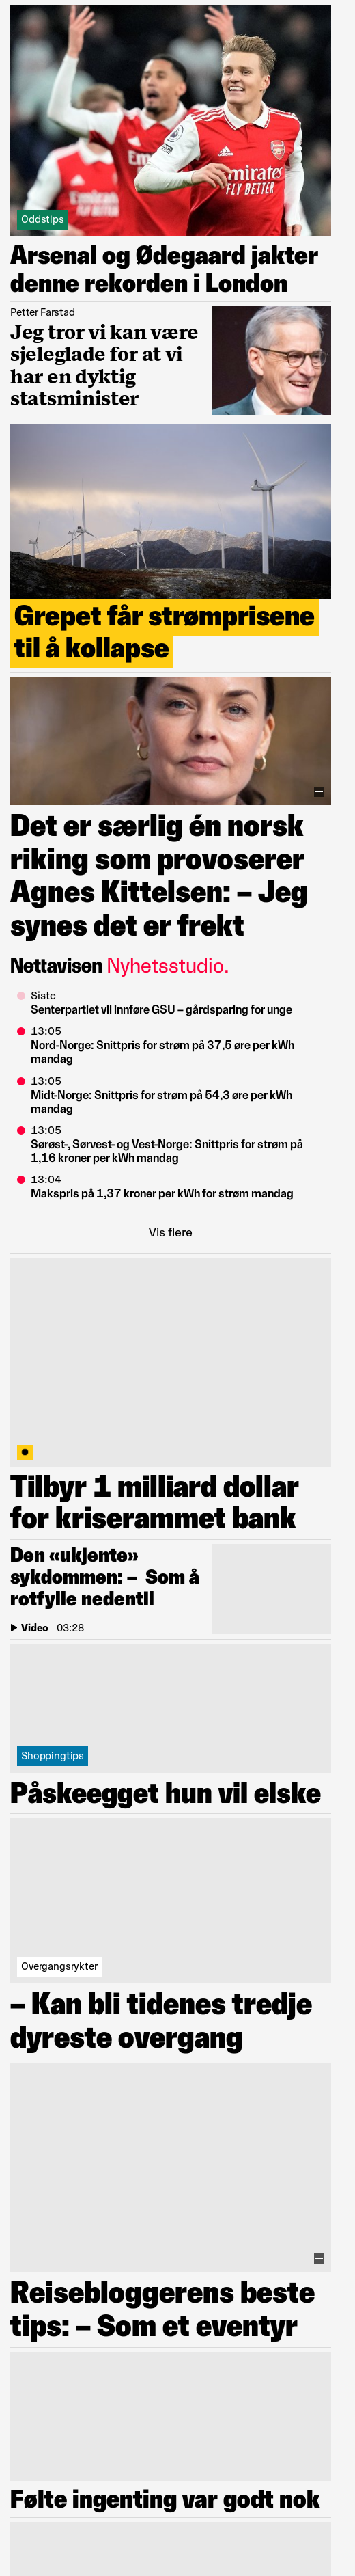 Emirates
FLY BETTER
Arsenal
Oddstips
Arsenal og Ødegaard jakter
denne rekorden i London
Petter Farstad
Jeg tror vi kan være
sjeleglade for at vi
har en dyktig
statsminister
Grepet får strømprisene
til å kollapse
Det er særlig én norsk
riking som provoserer
Agnes Kittelsen: – Jeg
synes det er frekt
Nettavisen Nyhetsstudio.
Siste
Senterpartiet vil innføre GSU – gårdsparing for unge
13:05
Nord-Norge: Snittpris for strøm på 37,5 øre per kWh
mandag
13:05
Midt-Norge: Snittpris for strøm på 54,3 øre per kWh
mandag
13:05
Sørøst-, Sørvest- og Vest-Norge: Snittpris for strøm på
1,16 kroner per kWh mandag
13:04
Makspris på 1,37 kroner per kWh for strøm mandag
Vis flere
Tilbyr 1 milliard dollar
for kriserammet bank
Den «ukjente»
sykdommen: – Som å
rotfylle nedentil
Video | 03:28
Shoppingtips
Påskeegget hun vil elske
Overgangsrykter
– Kan bli tidenes tredje
dyreste overgang
Reisebloggerens beste
tips: – Som et eventyr
Følte ingenting var godt nok